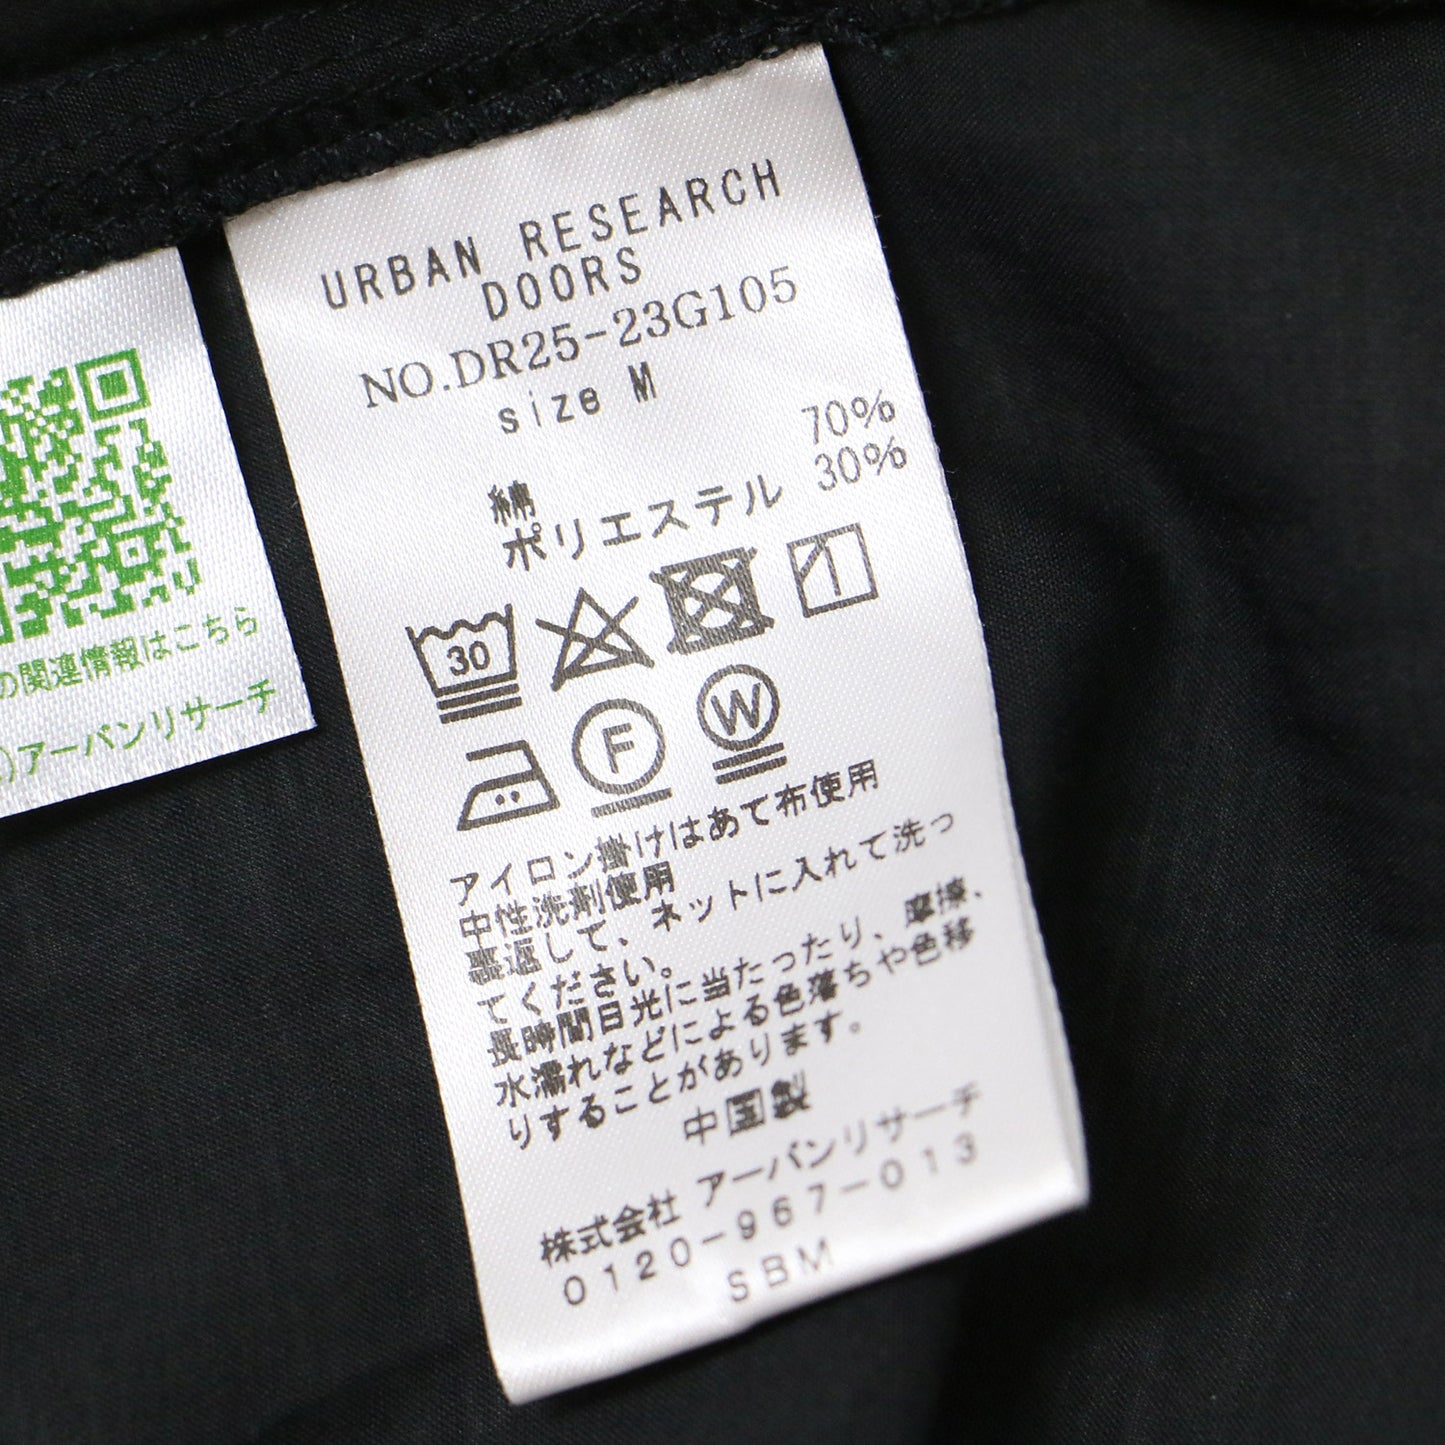 URBAN RESEARCH
DOORS
NO.DR25-23G105
size M
綿 70%
ポリエステル 30%
30
F
W
アイロン掛けはあて布使用
中性洗剤使用
裏返して、ネットに入れて洗っ
てください。
長時間日光に当たったり、摩擦、
水濡れなどによる色落ちや色移
りすることがあります。
中国製
株式会社 アーバンリサーチ
0120-967-013
SBM
の関連情報はこちら
)アーバンリサーチ